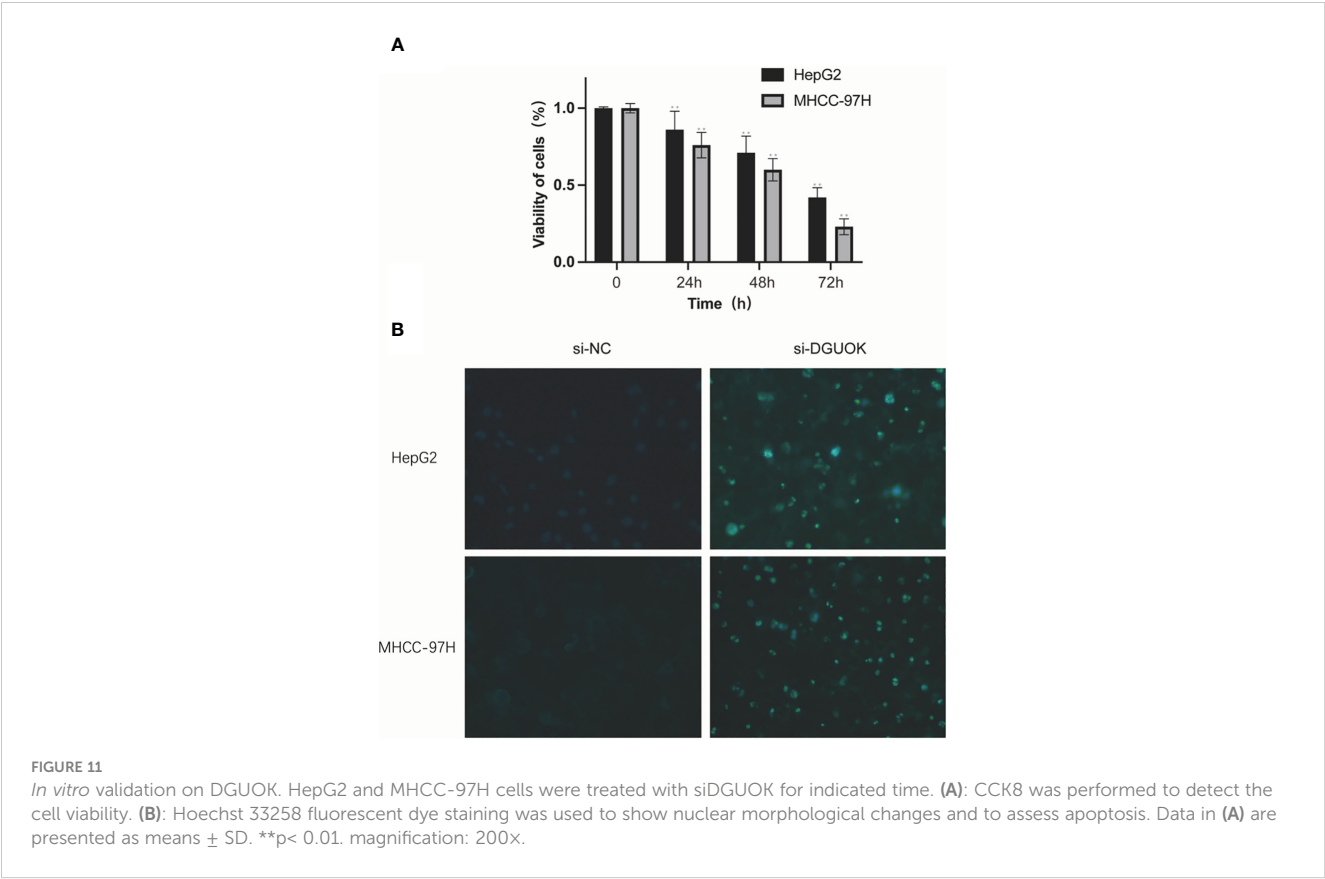 A
HepG2
MHCC-97H
Viability of cells (%)
1.0
0.5
0.0
** ** ** ** ** **
0 24h 48h 72h
Time (h)
B
si-NC si-DGUOK
HepG2
MHCC-97H
FIGURE 11
In vitro validation on DGUOK. HepG2 and MHCC-97H cells were treated with siDGUOK for indicated time. (A): CCK8 was performed to detect the
cell viability. (B): Hoechst 33258 fluorescent dye staining was used to show nuclear morphological changes and to assess apoptosis. Data in (A) are
presented as means ± SD. **p< 0.01. magnification: 200×.